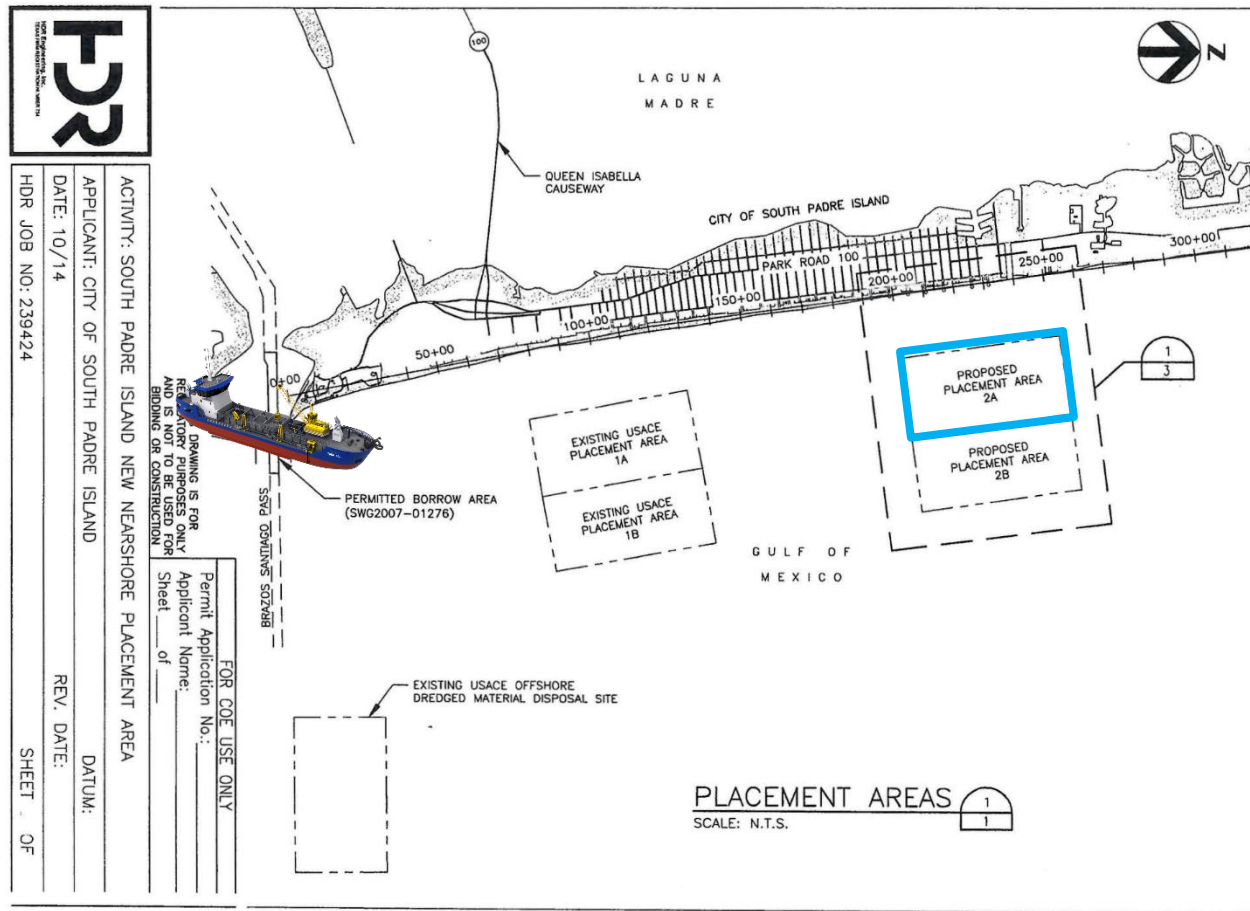 HDR
HDR Engineering, Inc.
ACTIVITY: SOUTH PADRE ISLAND NEW NEARSHORE PLACEMENT AREA
APPLICANT: CITY OF SOUTH PADRE ISLAND
DATUM:
DATE: 10/14
REV. DATE:
HDR JOB NO: 239424
SHEET OF
DRAWING IS FOR
PURPOSES ONLY
AND IS NOT TO BE USED FOR
BIDDING OR CONSTRUCTION
FOR COE USE ONLY
Permit Application No.:
Applicant Name:
Sheet of
100
LAGUNA
MADRE
N
QUEEN ISABELLA
CAUSEWAY
CITY OF SOUTH PADRE ISLAND
PARK ROAD 100
0+00
50+00
100+00
150+00
200+00
250+00
300+00
1
3
PROPOSED
PLACEMENT AREA
2A
PROPOSED
PLACEMENT AREA
2B
EXISTING USACE
PLACEMENT AREA
1A
EXISTING USACE
PLACEMENT AREA
1B
PERMITTED BORROW AREA
(SWG2007-01276)
BRAZOS SANTIAGO PASS
GULF OF
MEXICO
EXISTING USACE OFFSHORE
DREDGED MATERIAL DISPOSAL SITE
PLACEMENT AREAS
1
1
SCALE: N.T.S.